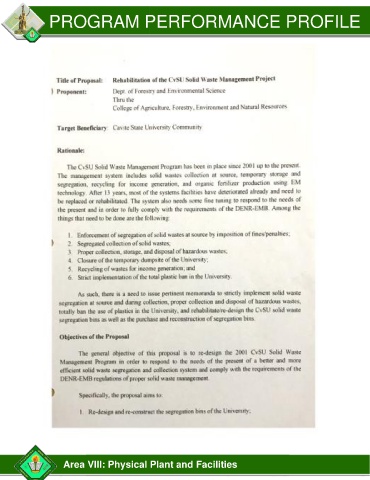 PROGRAM PERFORMANCE PROFILE
Title of Proposal: Rehabilitation of the CvSU Solid Waste Management Project
Proponent: Dept. of Forestry and Environmental Science
Thru the
College of Agriculture, Forestry, Environment and Natural Resources
Target Beneficiary: Cavite State University Community
Rationale:
The CvSU Solid Waste Management Program has been in place since 2001 up to the present.
The management system includes solid wastes collection at source, temporary storage and
segregation, recycling for income generation, and organic fertilizer production using EM
technology. After 13 years, most of the systems facilities have deteriorated already and need to
be replaced or rehabilitated. The system also needs some fine tuning to respond to the needs of
the present and in order to fully comply with the requirements of the DENR-EMB. Among the
things that need to be done are the following:
1. Enforcement of segregation of solid wastes at source by imposition of fines/penalties;
2. Segregated collection of solid wastes;
3. Proper collection, storage, and disposal of hazardous wastes;
4. Closure of the temporary dumpsite of the University;
5. Recycling of wastes for income generation; and
6. Strict implementation of the total plastic ban in the University.
As such, there is a need to issue pertinent memoranda to strictly implement solid waste
segregation at source and during collection, proper collection and disposal of hazardous wastes,
totally ban the use of plastics in the University, and rehabilitate/re-design the CvSU solid waste
segregation bins as well as the purchase and reconstruction of segregation bins.
Objectives of the Proposal
The general objective of this proposal is to re-design the 2001 CvSU Solid Waste
Management Program in order to respond to the needs of the present of a better and more
efficient solid waste segregation and collection system and comply with the requirements of the
DENR-EMB regulations of proper solid waste management.
Specifically, the proposal aims to:
1. Re-design and re-construct the segregation bins of the University;
Area VIII: Physical Plant and Facilities